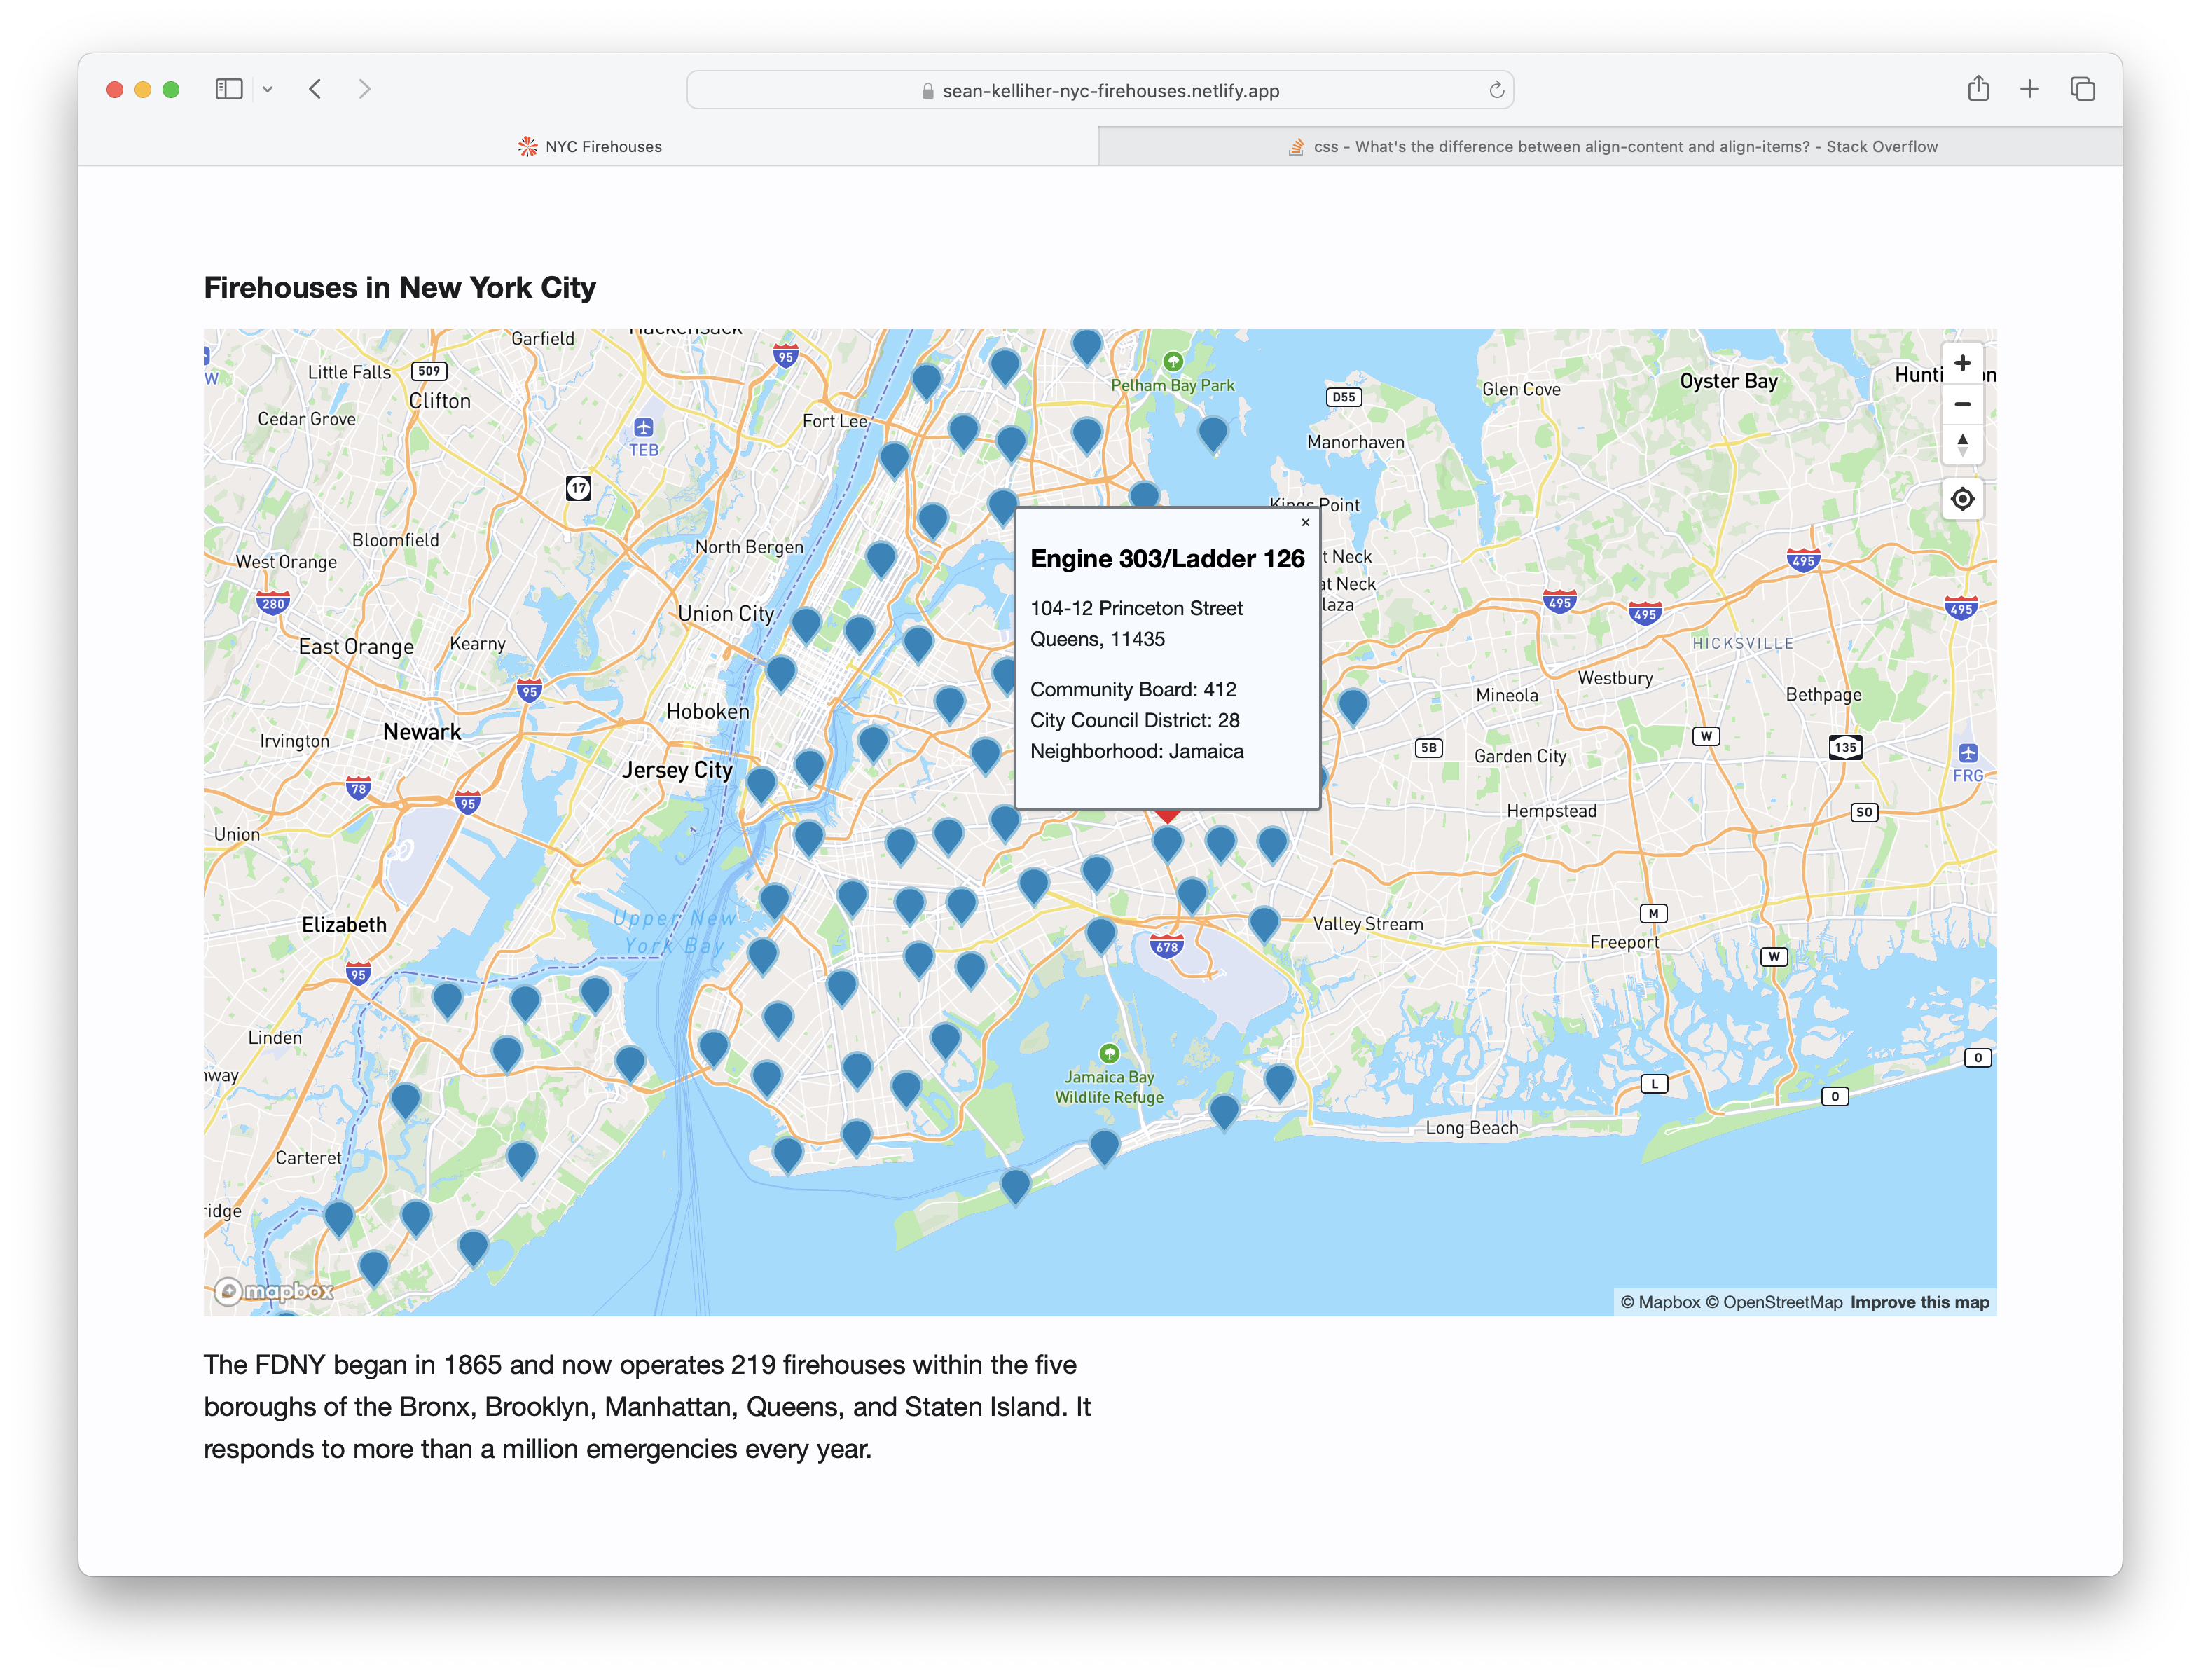 sean-kelliher-nyc-firehouses.netlify.app
NYC Firehouses
css - What's the difference between align-content and align-items? - Stack Overflow
Firehouses in New York City
Garfield
95
Little Falls
509
Clifton
Cedar Grove
W
TEB
Fort Lee
Pelham Bay Park
D55
Manorhaven
Glen Cove
Oyster Bay
17
Kings Point
Bloomfield
North Bergen
West Orange
280
Union City
East Orange
Kearny
95
Hoboken
Newark
Irvington
Jersey City
78
95
Union
Elizabeth
Upper New
York Bay
95
Linden
Carteret
Engine 303/Ladder 126
×
104-12 Princeton Street
Queens, 11435
Community Board: 412
City Council District: 28
Neighborhood: Jamaica
t Neck
at Neck
laza
495
495
495
495
HICKSVILLE
Westbury
Mineola
Bethpage
W
5B
135
Garden City
FRG
Hempstead
SO
M
Valley Stream
Freeport
678
W
Jamaica Bay
Wildlife Refuge
L
O
O
Long Beach
way
ridge
mapbox
© Mapbox © OpenStreetMap Improve this map
The FDNY began in 1865 and now operates 219 firehouses within the five
boroughs of the Bronx, Brooklyn, Manhattan, Queens, and Staten Island. It
responds to more than a million emergencies every year.